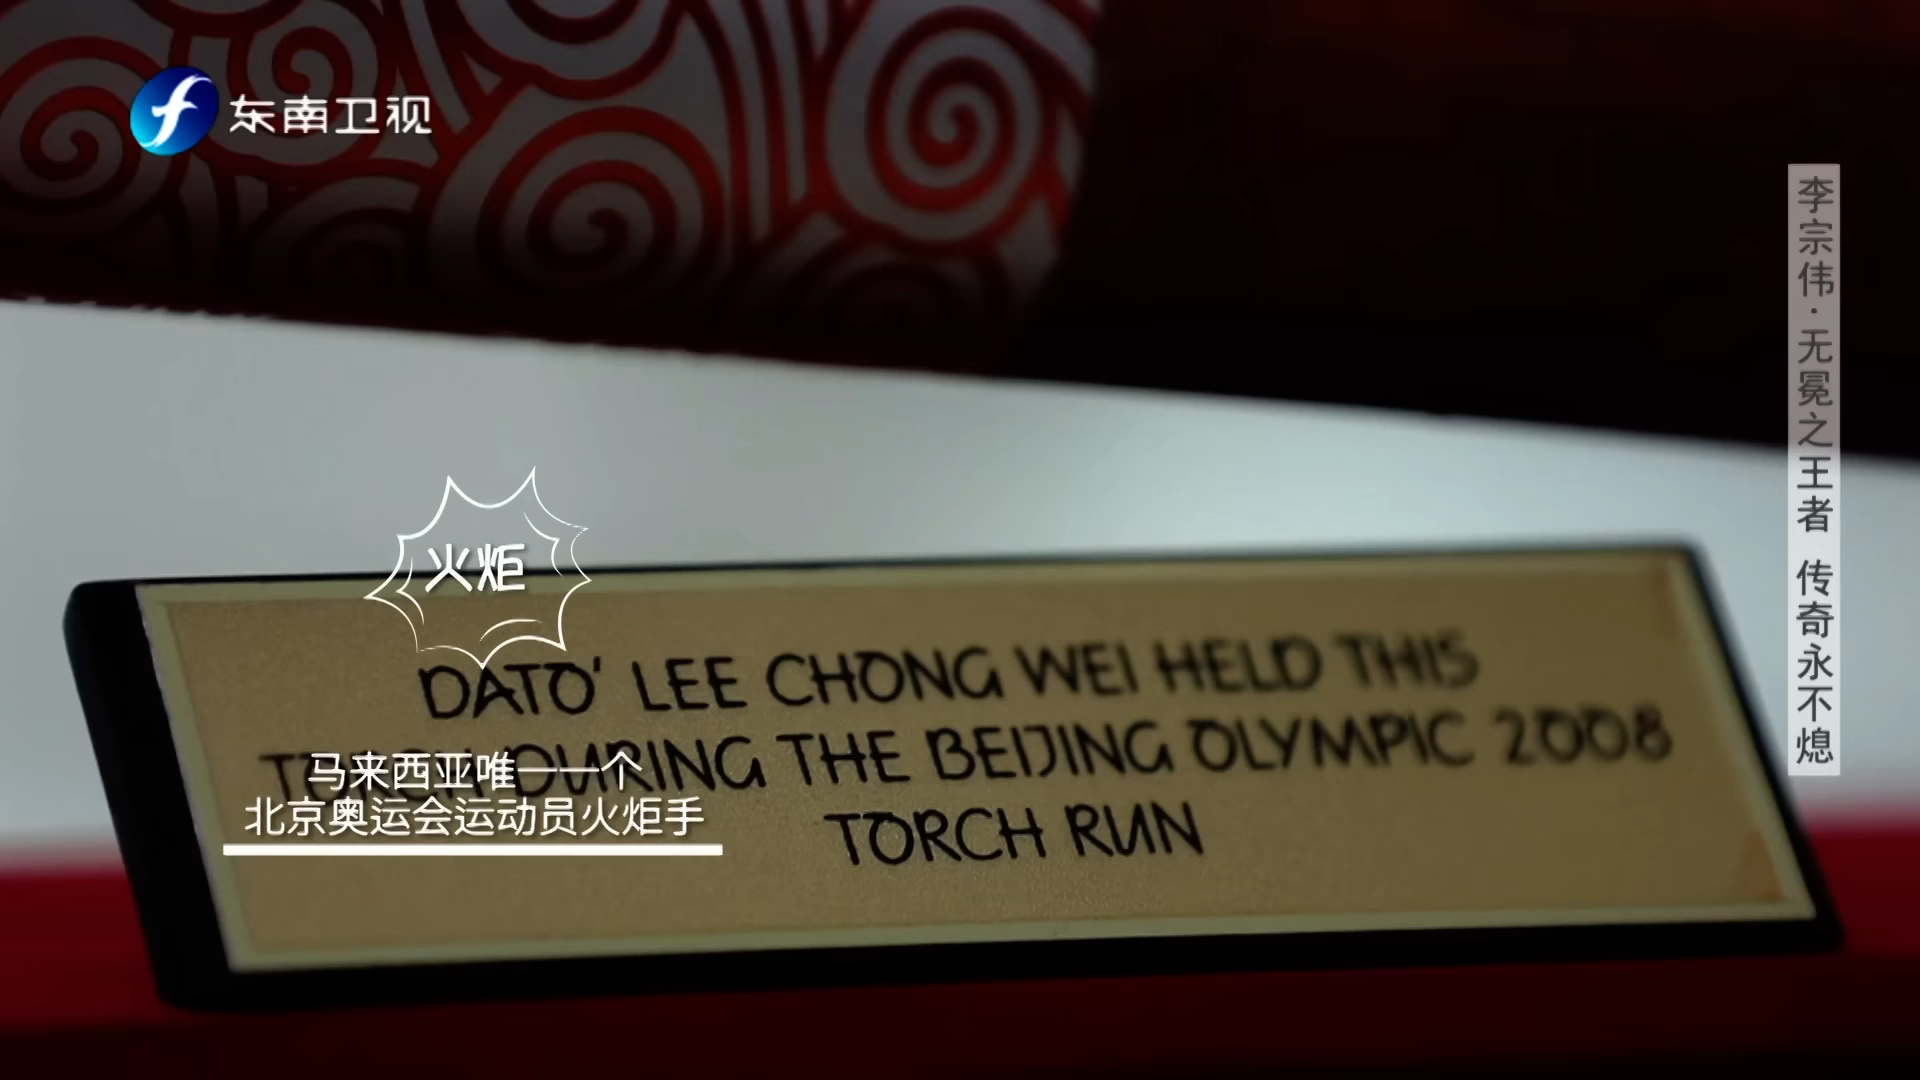 东南卫视
李宗伟·无冕之王者 传奇永不熄
火炬
DATO' LEE CHONG WEI HELD THIS
TORCH DURING THE BEIJING OLYMPIC 2008
TORCH RUN
马来西亚唯一一个
北京奥运会运动员火炬手